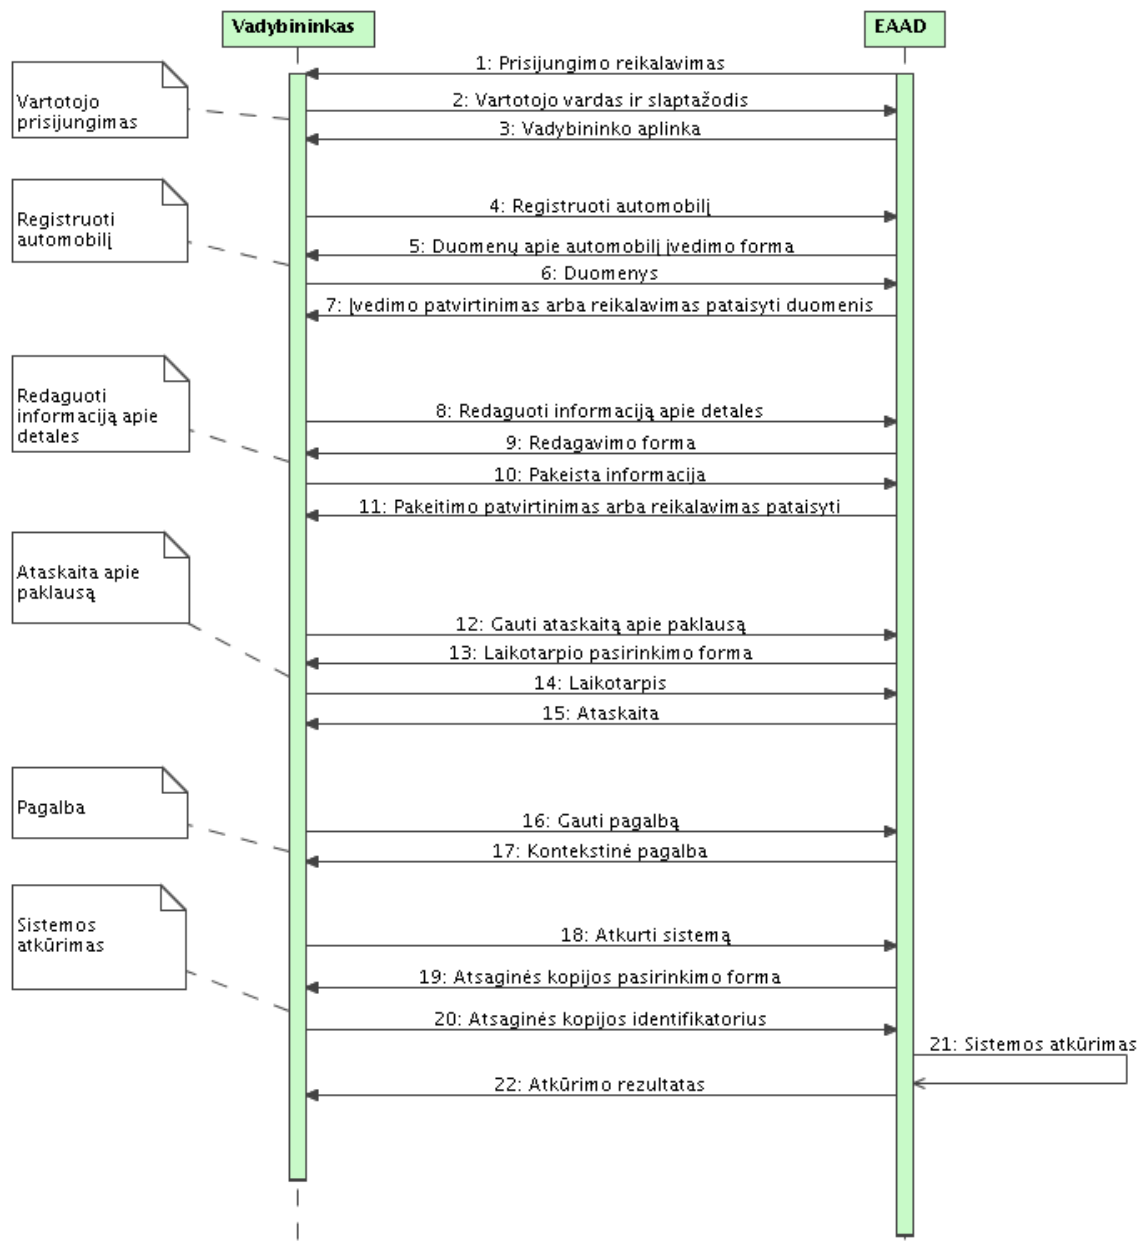 Vadybininkas
EAAD
1: Prisijungimo reikalavimas
Vartotojo
prisijungimas
2: Vartotojo vardas ir slaptažodis
3: Vadybininko aplinka
Registruoti
automobilį
4: Registruoti automobilį
5: Duomenų apie automobilį įvedimo forma
6: Duomenys
7: Įvedimo patvirtinimas arba reikalavimas pataisyti duomenis
Redaguoti
informaciją apie
detales
8: Redaguoti informaciją apie detales
9: Redagavimo forma
10: Pakeista informacija
11: Pakeitimo patvirtinimas arba reikalavimas pataisyti
Ataskaita apie
paklausą
12: Gauti ataskaitą apie paklausą
13: Laikotarpio pasirinkimo forma
14: Laikotarpis
15: Ataskaita
Pagalba
16: Gauti pagalbą
17: Kontekstinė pagalba
Sistemos
atkūrimas
18: Atkurti sistemą
19: Atsaginės kopijos pasirinkimo forma
20: Atsaginės kopijos identifikatorius
21: Sistemos atkūrimas
22: Atkūrimo rezultatas